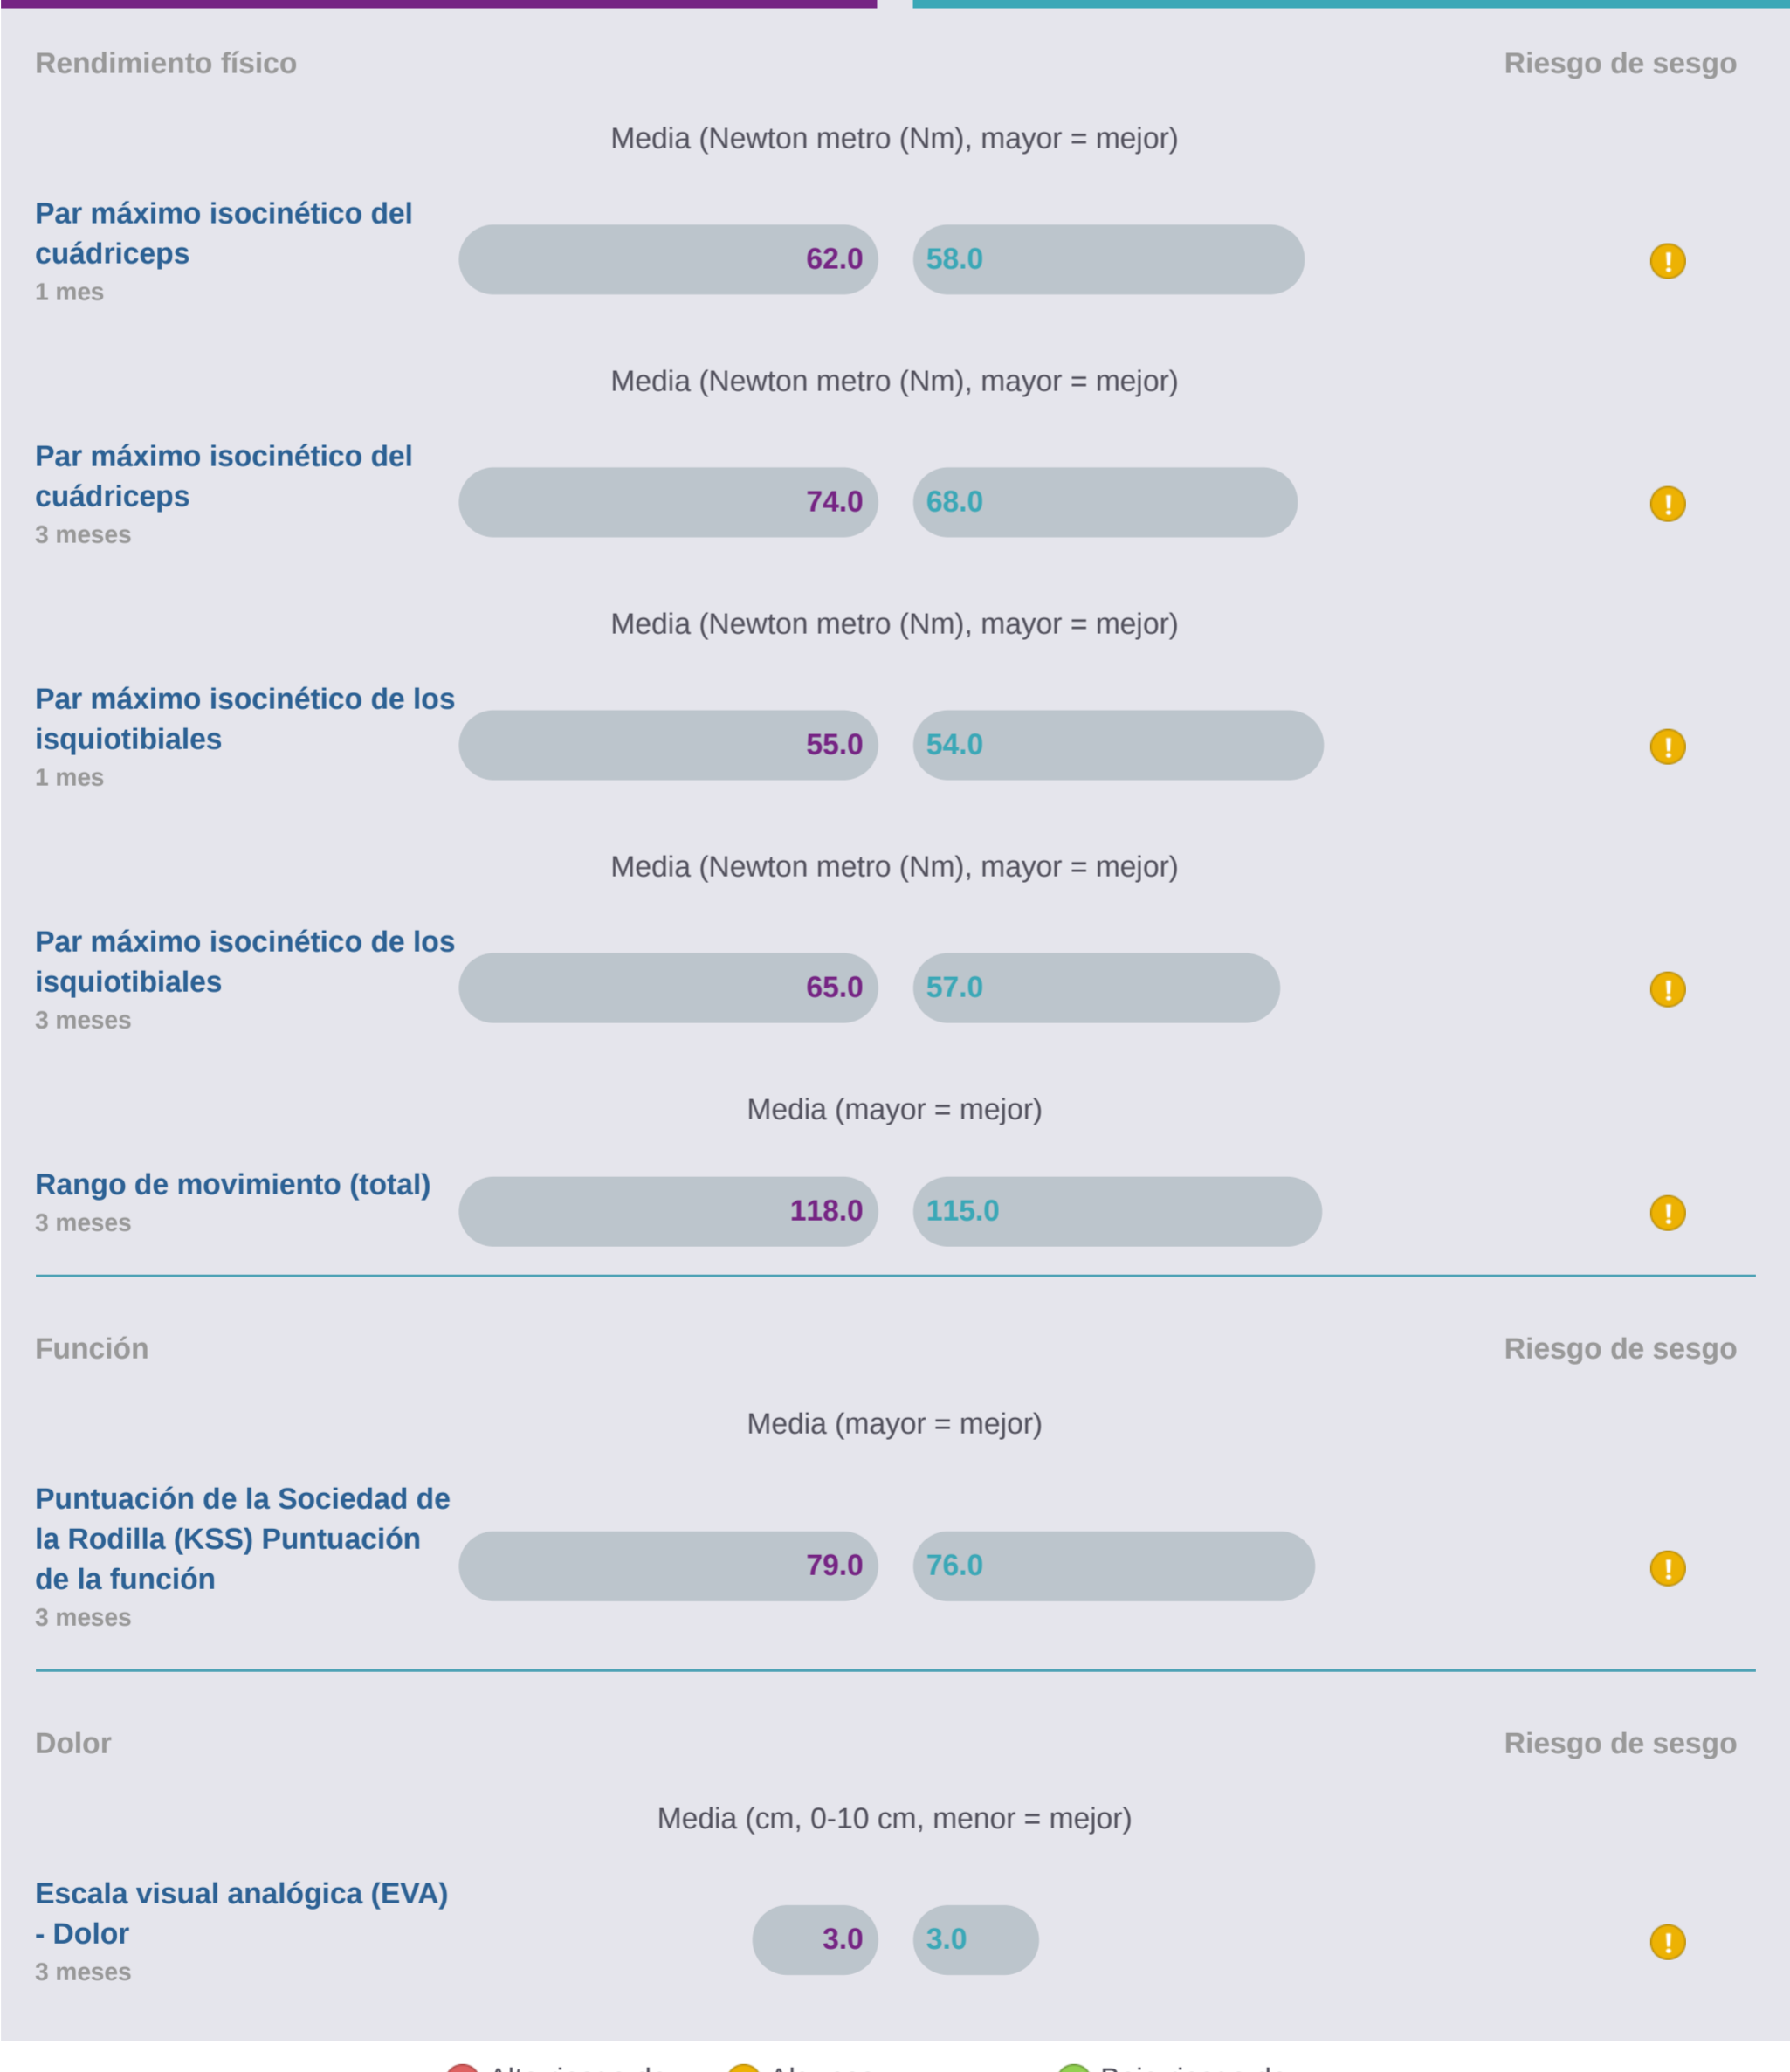 Rendimiento físico
Riesgo de sesgo
Media (Newton metro (Nm), mayor = mejor)
Par máximo isocinético del
cuádriceps
1 mes
62.0
58.0
!
Media (Newton metro (Nm), mayor = mejor)
Par máximo isocinético del
cuádriceps
3 meses
74.0
68.0
!
Media (Newton metro (Nm), mayor = mejor)
Par máximo isocinético de los
isquiotibiales
1 mes
55.0
54.0
!
Media (Newton metro (Nm), mayor = mejor)
Par máximo isocinético de los
isquiotibiales
3 meses
65.0
57.0
!
Media (mayor = mejor)
Rango de movimiento (total)
3 meses
118.0
115.0
!
Función
Riesgo de sesgo
Media (mayor = mejor)
Puntuación de la Sociedad de
la Rodilla (KSS) Puntuación
de la función
3 meses
79.0
76.0
!
Dolor
Riesgo de sesgo
Media (cm, 0-10 cm, menor = mejor)
Escala visual analógica (EVA)
- Dolor
3 meses
3.0
3.0
!